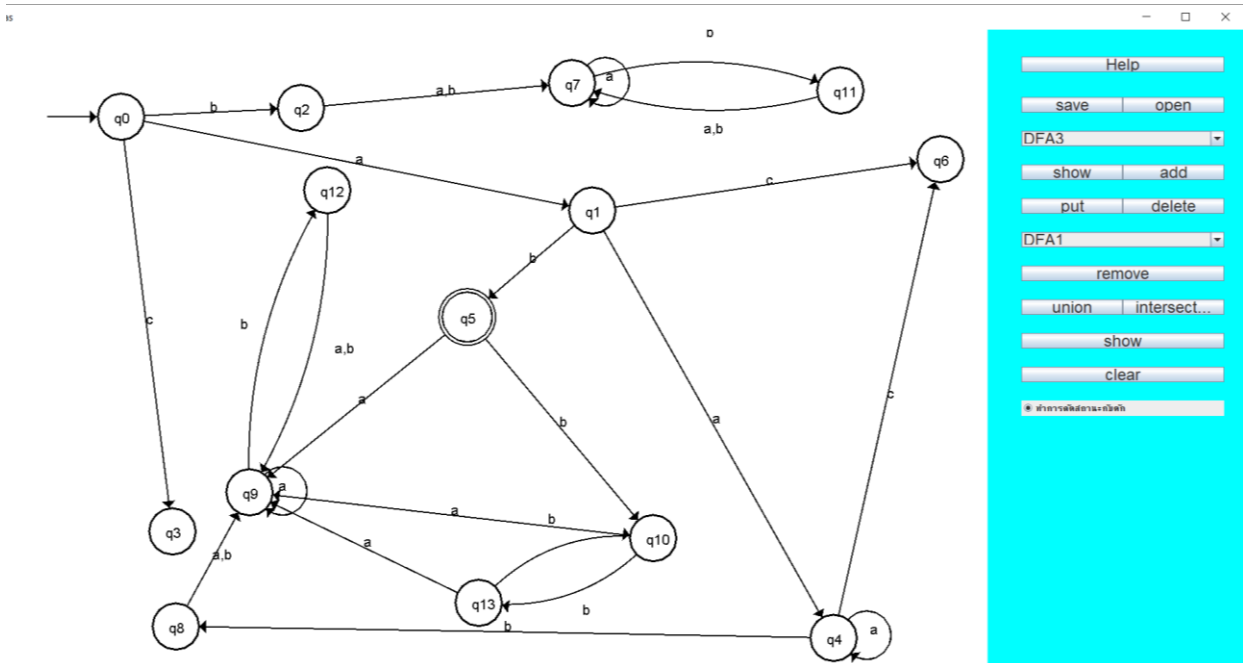 b
q7
a
q6
q0
b
q2
a,b
q11
a,b
a
q12
c
q1
b
b
a,b
q5
c
a
b
a
c
q9
a
a
b
q10
q3
a,b
a
q13
b
q8
b
q4
a
Help
save open
DFA3
show add
put delete
DFA1
remove
union intersect...
show
clear